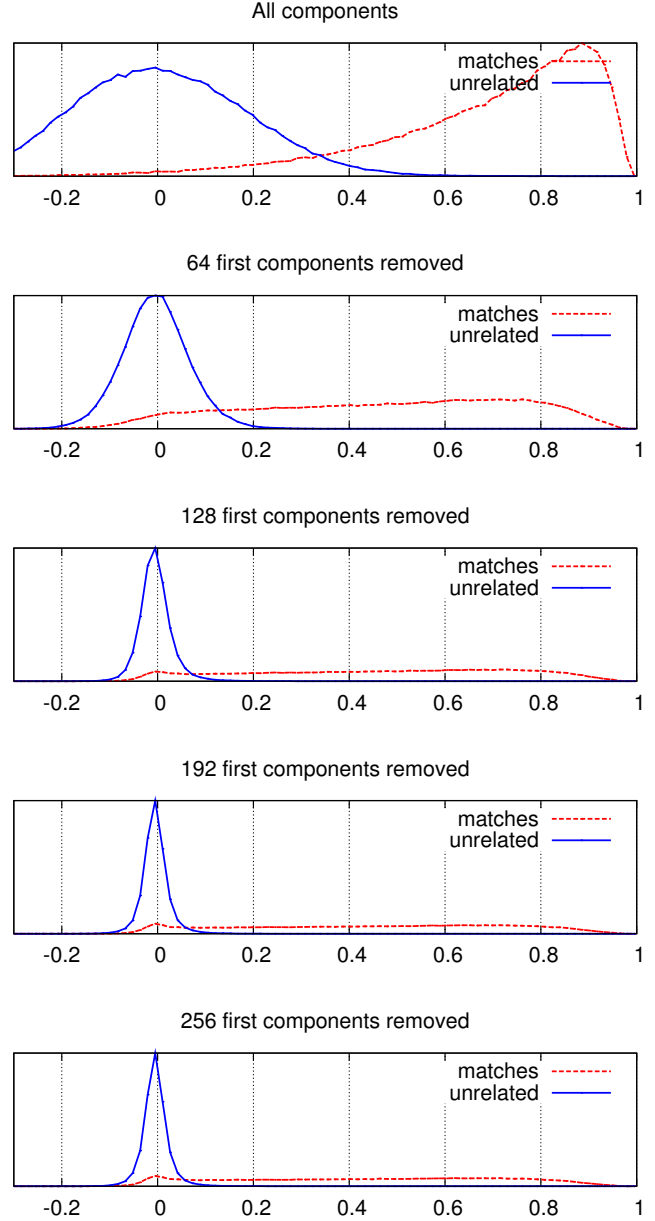 All components
matches
unrelated
-0.2 0 0.2 0.4 0.6 0.8 1
64 first components removed
matches
unrelated
-0.2 0 0.2 0.4 0.6 0.8 1
128 first components removed
matches
unrelated
-0.2 0 0.2 0.4 0.6 0.8 1
192 first components removed
matches
unrelated
-0.2 0 0.2 0.4 0.6 0.8 1
256 first components removed
matches
unrelated
-0.2 0 0.2 0.4 0.6 0.8 1